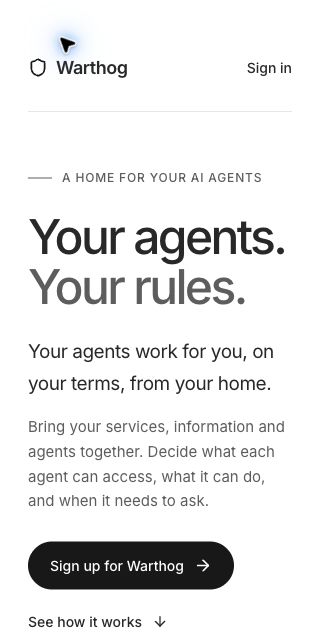 Warthog
Sign in
A HOME FOR YOUR AI AGENTS
Your agents.
Your rules.
Your agents work for you, on
your terms, from your home.
Bring your services, information and
agents together. Decide what each
agent can access, what it can do,
and when it needs to ask.
Sign up for Warthog
See how it works